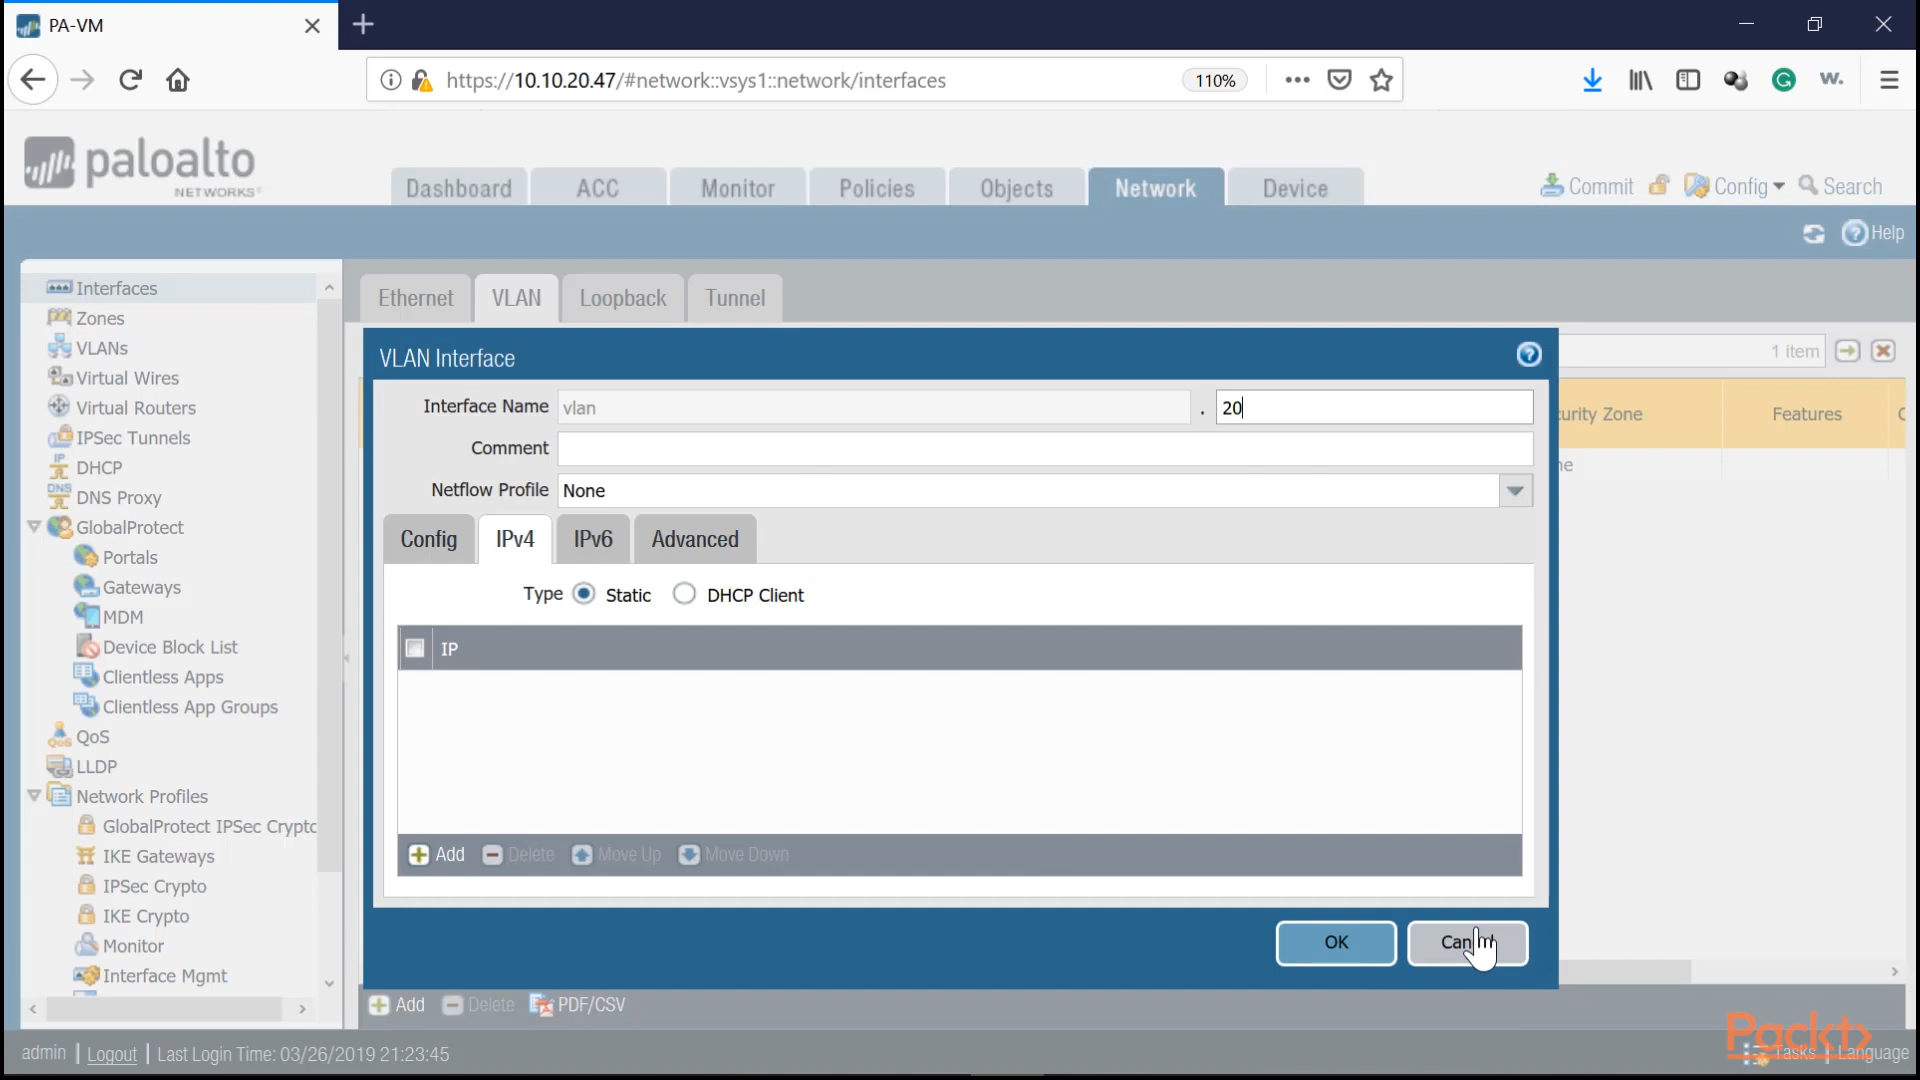 PA-VM
https://10.10.20.47/#network::vsys1::network/interfaces
110%
w.
paloalto
NETWORKS
Dashboard
ACC
Monitor
Policies
Objects
Network
Device
Commit
Config
Search
Help
Interfaces
Zones
VLANs
Virtual Wires
Virtual Routers
IPSec Tunnels
DHCP
DNS Proxy
GlobalProtect
Portals
Gateways
MDM
Device Block List
Clientless Apps
Clientless App Groups
QoS
LLDP
Network Profiles
GlobalProtect IPSec Crypto
IKE Gateways
IPSec Crypto
IKE Crypto
Monitor
Interface Mgmt
Ethernet
VLAN
Loopback
Tunnel
1 item
urity Zone
Features
ne
VLAN Interface
Interface Name vlan . 20
Comment
Netflow Profile None
Config
IPv4
IPv6
Advanced
Type Static DHCP Client
IP
Add Delete Move Up Move Down
OK
Add Delete PDF/CSV
admin | Logout | Last Login Time: 03/26/2019 21:23:45
Packt>
Tasks | Language